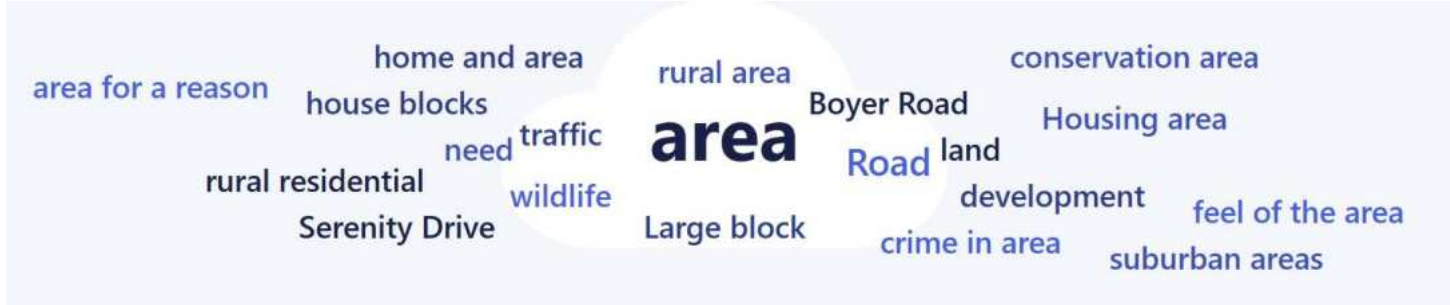 home and area
rural area
conservation area
area for a reason
house blocks
Boyer Road
Housing area
traffic
area
need
Road
land
rural residential
wildlife
development
Serenity Drive
Large block
feel of the area
crime in area
suburban areas